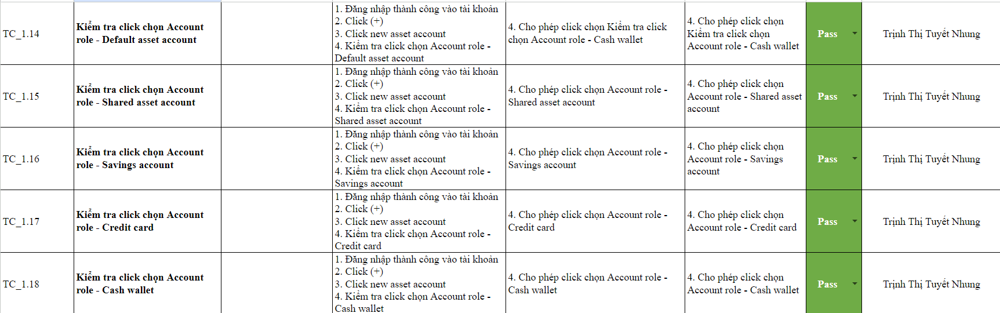 TC_1.14
Kiểm tra click chọn Account
role - Default asset account
1. Đăng nhập thành công vào tài khoản
2. Click (+)
3. Click new asset account
4. Kiểm tra click chọn Account role -
Default asset account
4. Cho phép click chọn Kiểm tra click
chọn Account role - Cash wallet
4. Cho phép click chọn
Kiểm tra click chọn
Account role - Cash wallet
Pass
Trịnh Thị Tuyết Nhung
TC_1.15
Kiểm tra click chọn Account
role - Shared asset account
1. Đăng nhập thành công vào tài khoản
2. Click (+)
3. Click new asset account
4. Kiểm tra click chọn Account role -
Shared asset account
4. Cho phép click chọn Account role -
Shared asset account
4. Cho phép click chọn
Account role - Shared asset
account
Pass
Trịnh Thị Tuyết Nhung
TC_1.16
Kiểm tra click chọn Account
role - Savings account
1. Đăng nhập thành công vào tài khoản
2. Click (+)
3. Click new asset account
4. Kiểm tra click chọn Account role -
Savings account
4. Cho phép click chọn Account role -
Savings account
4. Cho phép click chọn
Account role - Savings
account
Pass
Trịnh Thị Tuyết Nhung
TC_1.17
Kiểm tra click chọn Account
role - Credit card
1. Đăng nhập thành công vào tài khoản
2. Click (+)
3. Click new asset account
4. Kiểm tra click chọn Account role -
Credit card
4. Cho phép click chọn Account role -
Credit card
4. Cho phép click chọn
Account role - Credit card
Pass
Trịnh Thị Tuyết Nhung
TC_1.18
Kiểm tra click chọn Account
role - Cash wallet
1. Đăng nhập thành công vào tài khoản
2. Click (+)
3. Click new asset account
4. Kiểm tra click chọn Account role -
Cash wallet
4. Cho phép click chọn Account role -
Cash wallet
4. Cho phép click chọn
Account role - Cash wallet
Pass
Trịnh Thị Tuyết Nhung